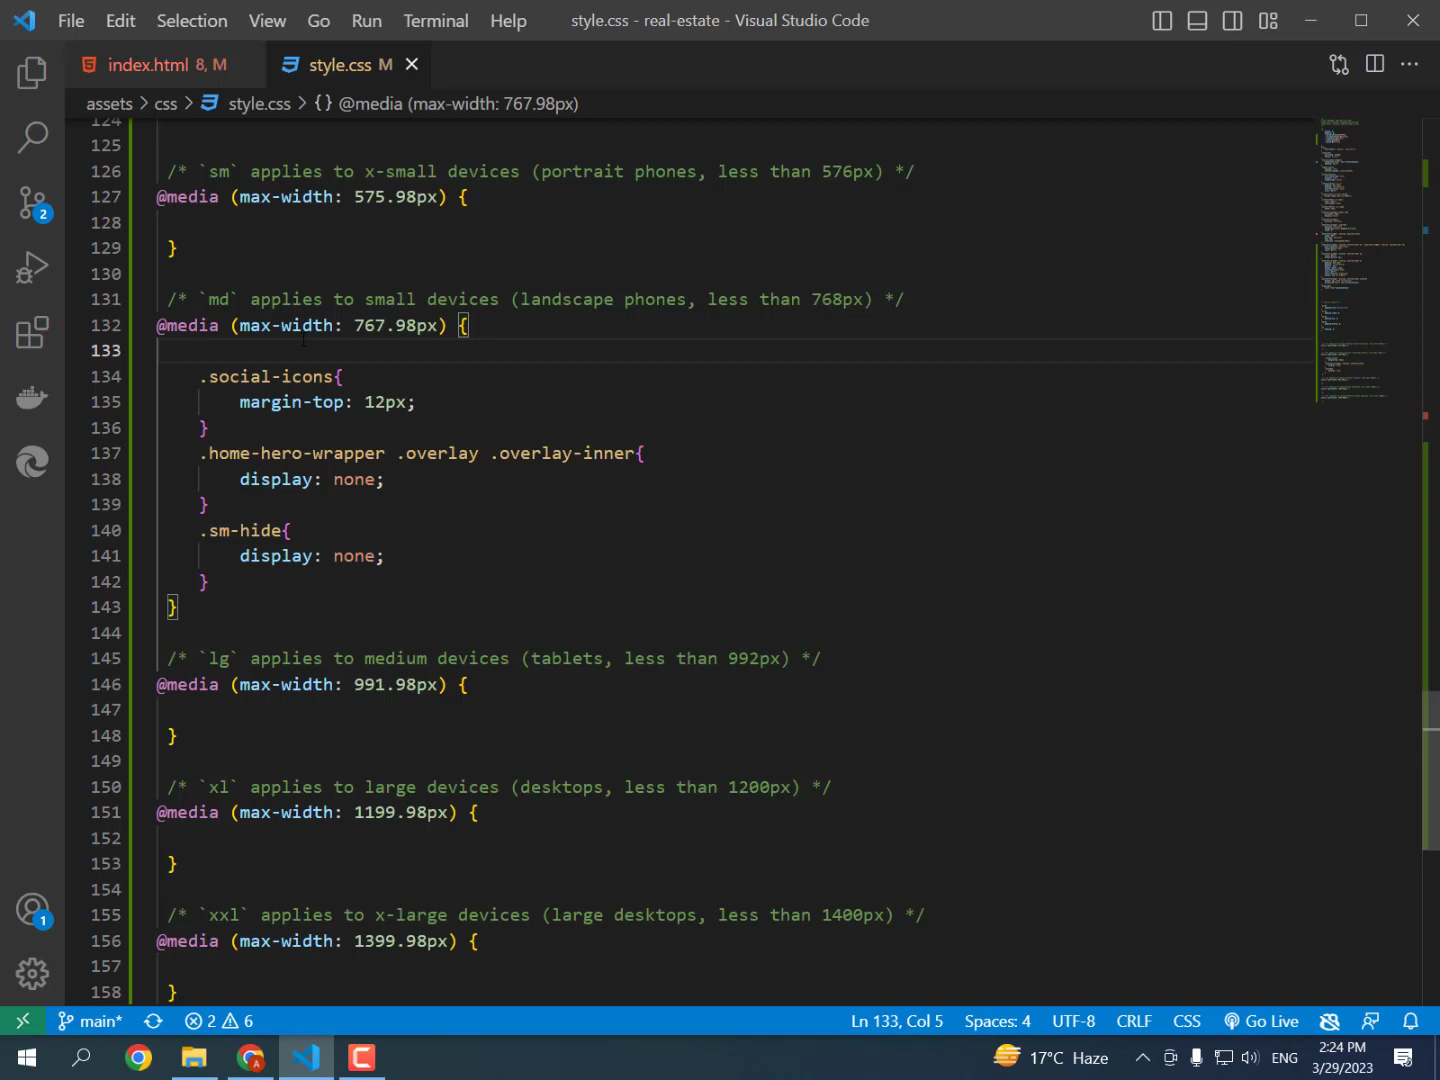 File Edit Selection View Go Run Terminal Help
style.css - real-estate - Visual Studio Code
index.html 8, M
style.css M
assets > css > style.css > {} @media (max-width: 767.98px)
124
125
126 /* `sm` applies to x-small devices (portrait phones, less than 576px) */
127 @media (max-width: 575.98px) {
128
129 }
130
131 /* `md` applies to small devices (landscape phones, less than 768px) */
132 @media (max-width: 767.98px) {
133
134 .social-icons{
135 margin-top: 12px;
136 }
137 .home-hero-wrapper .overlay .overlay-inner{
138 display: none;
139 }
140 .sm-hide{
141 display: none;
142 }
143 }
144
145 /* `lg` applies to medium devices (tablets, less than 992px) */
146 @media (max-width: 991.98px) {
147
148 }
149
150 /* `xl` applies to large devices (desktops, less than 1200px) */
151 @media (max-width: 1199.98px) {
152
153 }
154
155 /* `xxl` applies to x-large devices (large desktops, less than 1400px) */
156 @media (max-width: 1399.98px) {
157
158 }
2
1
main* 2 6 Ln 133, Col 5 Spaces: 4 UTF-8 CRLF CSS Go Live
17°C Haze ENG 2:24 PM
3/29/2023